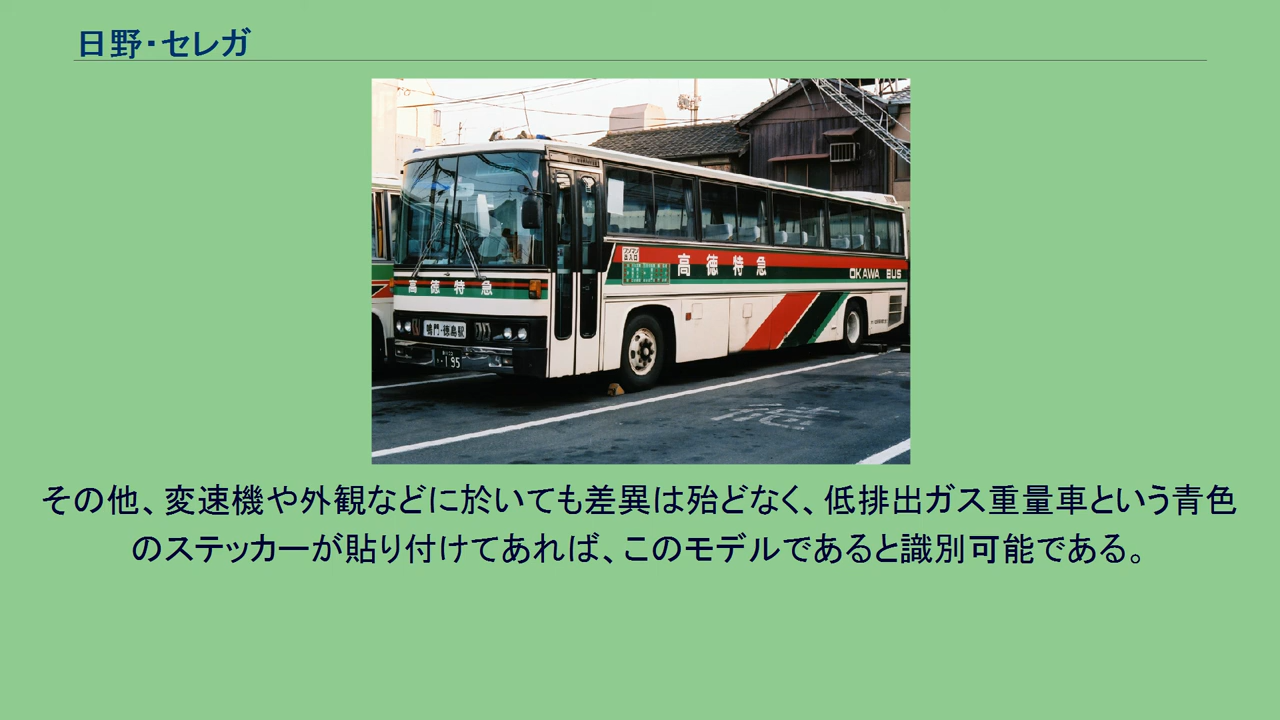 日野・セレガ
高徳特急
OKAWA BUS
高徳特急
鳴門・徳島駅
・195
その他、変速機や外観などに於いても差異は殆どなく、低排出ガス重量車という青色
のステッカーが貼り付けてあれば、このモデルであると識別可能である。